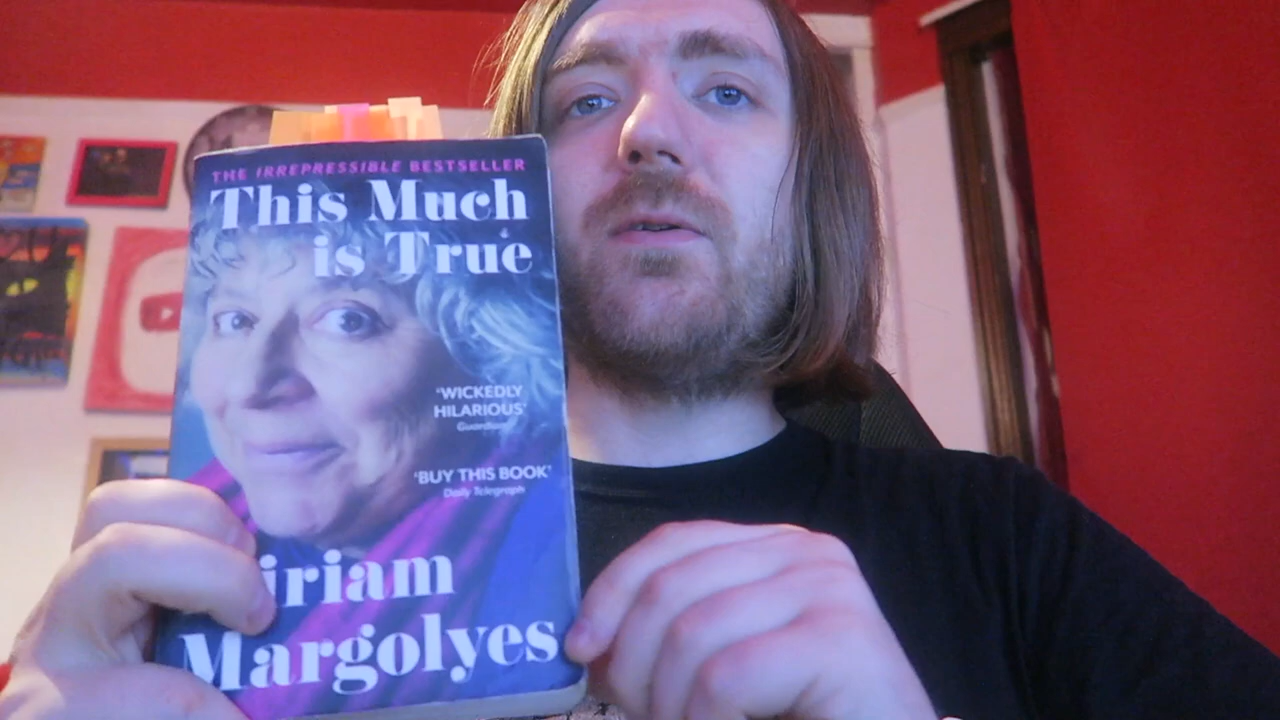 THE IRREPRESSIBLE BESTSELLER
This Much
is True
'WICKEDLY
HILARIOUS'
Guardian
'BUY THIS BOOK'
Daily Telegraph
iriam
Margolyes